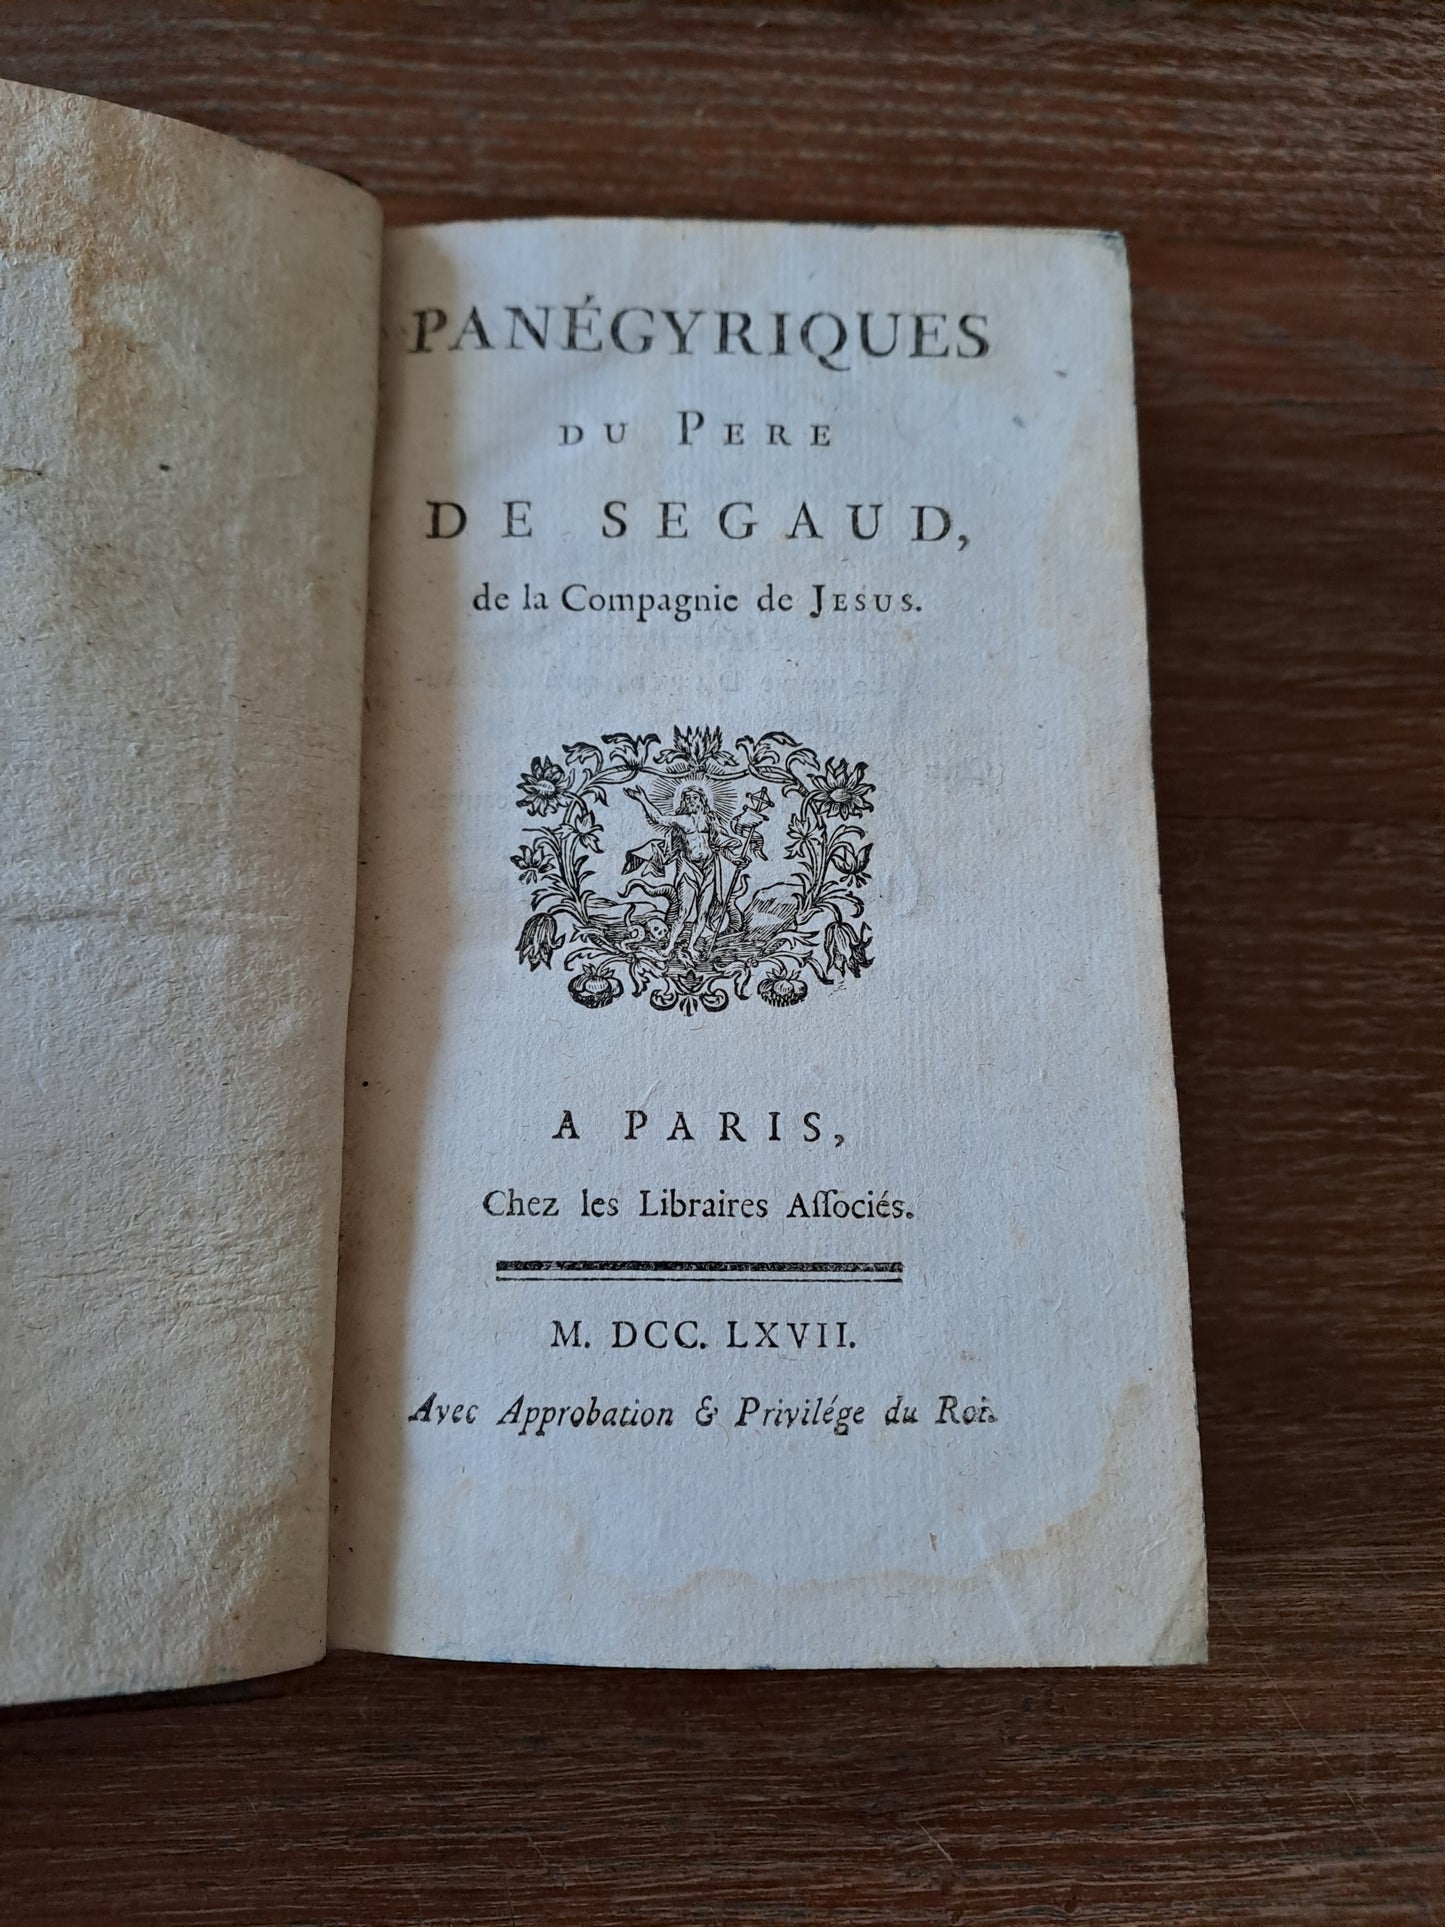 PANÉGYRIQUES
DU PERE
DE SEGAUD,
de la Compagnie de JESUS.
A PARIS,
Chez les Libraires Aſſociés.
M. DCC. LXVII.
Avec Approbation & Privilége du Roi.